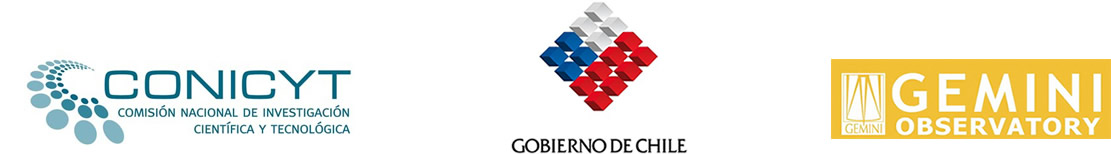 CONICYT
COMISIÓN NACIONAL DE INVESTIGACIÓN
CIENTÍFICA Y TECNOLÓGICA
GOBIERNO DE CHILE
GEMINI
GEMINI
OBSERVATORY